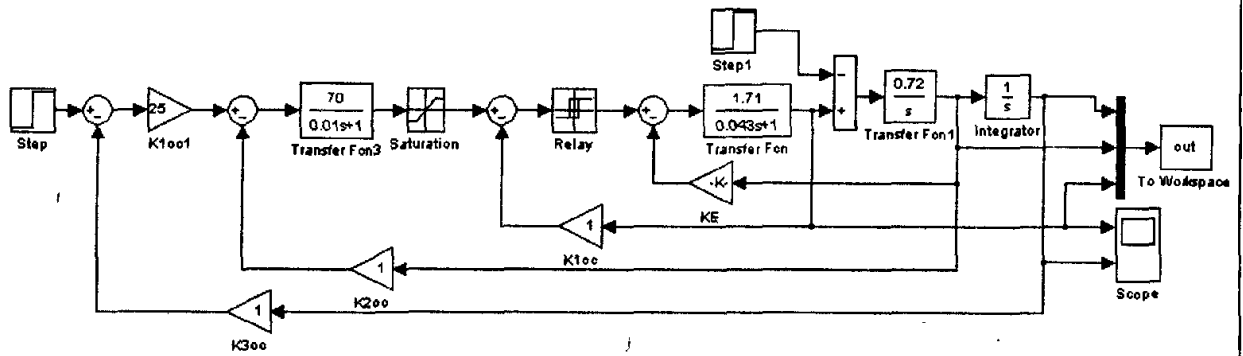 Step
25
K1oo1
70
0.01s+1
Transfer Fcn3
Saturation
Relay
1.71
0.043s+1
Transfer Fcn
Step1
0.72
s
Transfer Fcn1
1
s
Integrator
out
To Workspace
-K-
KE
1
K1oc
1
K2oo
1
K3oo
Scope